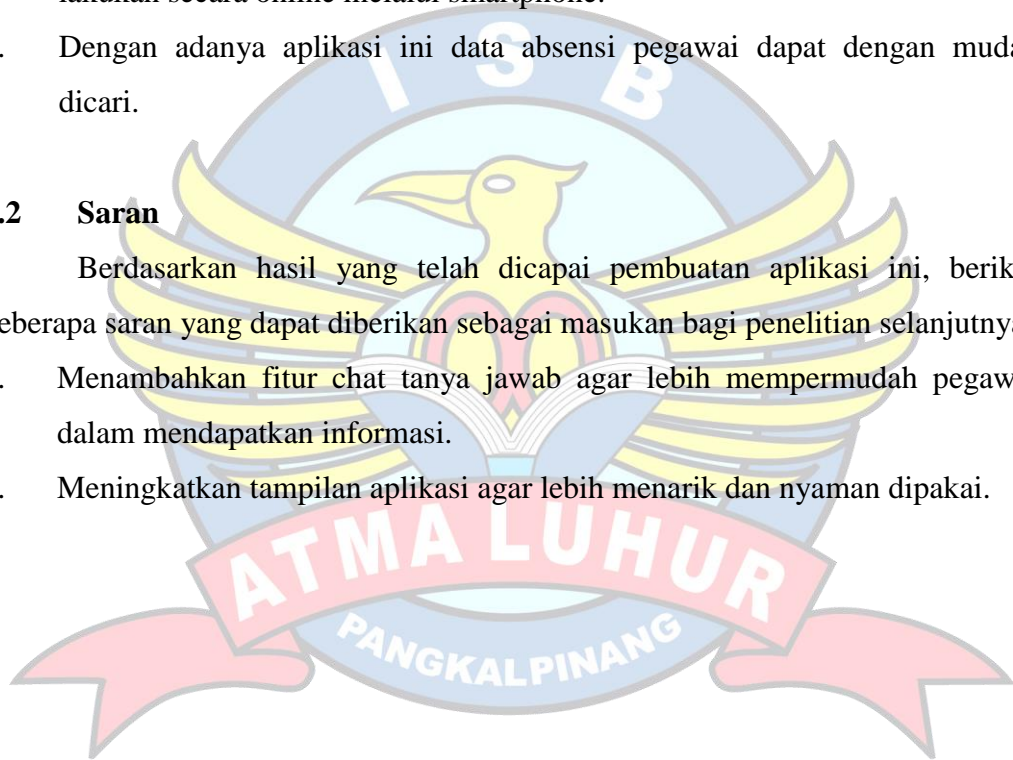 lakukan secara online melalui smartphone.
. Dengan adanya aplikasi ini data absensi pegawai dapat dengan muda
dicari.
.2 Saran
Berdasarkan hasil yang telah dicapai pembuatan aplikasi ini, berik
eberapa saran yang dapat diberikan sebagai masukan bagi penelitian selanjutnya
. Menambahkan fitur chat tanya jawab agar lebih mempermudah pegaw
dalam mendapatkan informasi.
. Meningkatkan tampilan aplikasi agar lebih menarik dan nyaman dipakai.
I S B
ATMA LUHUR
PANGKALPINANG